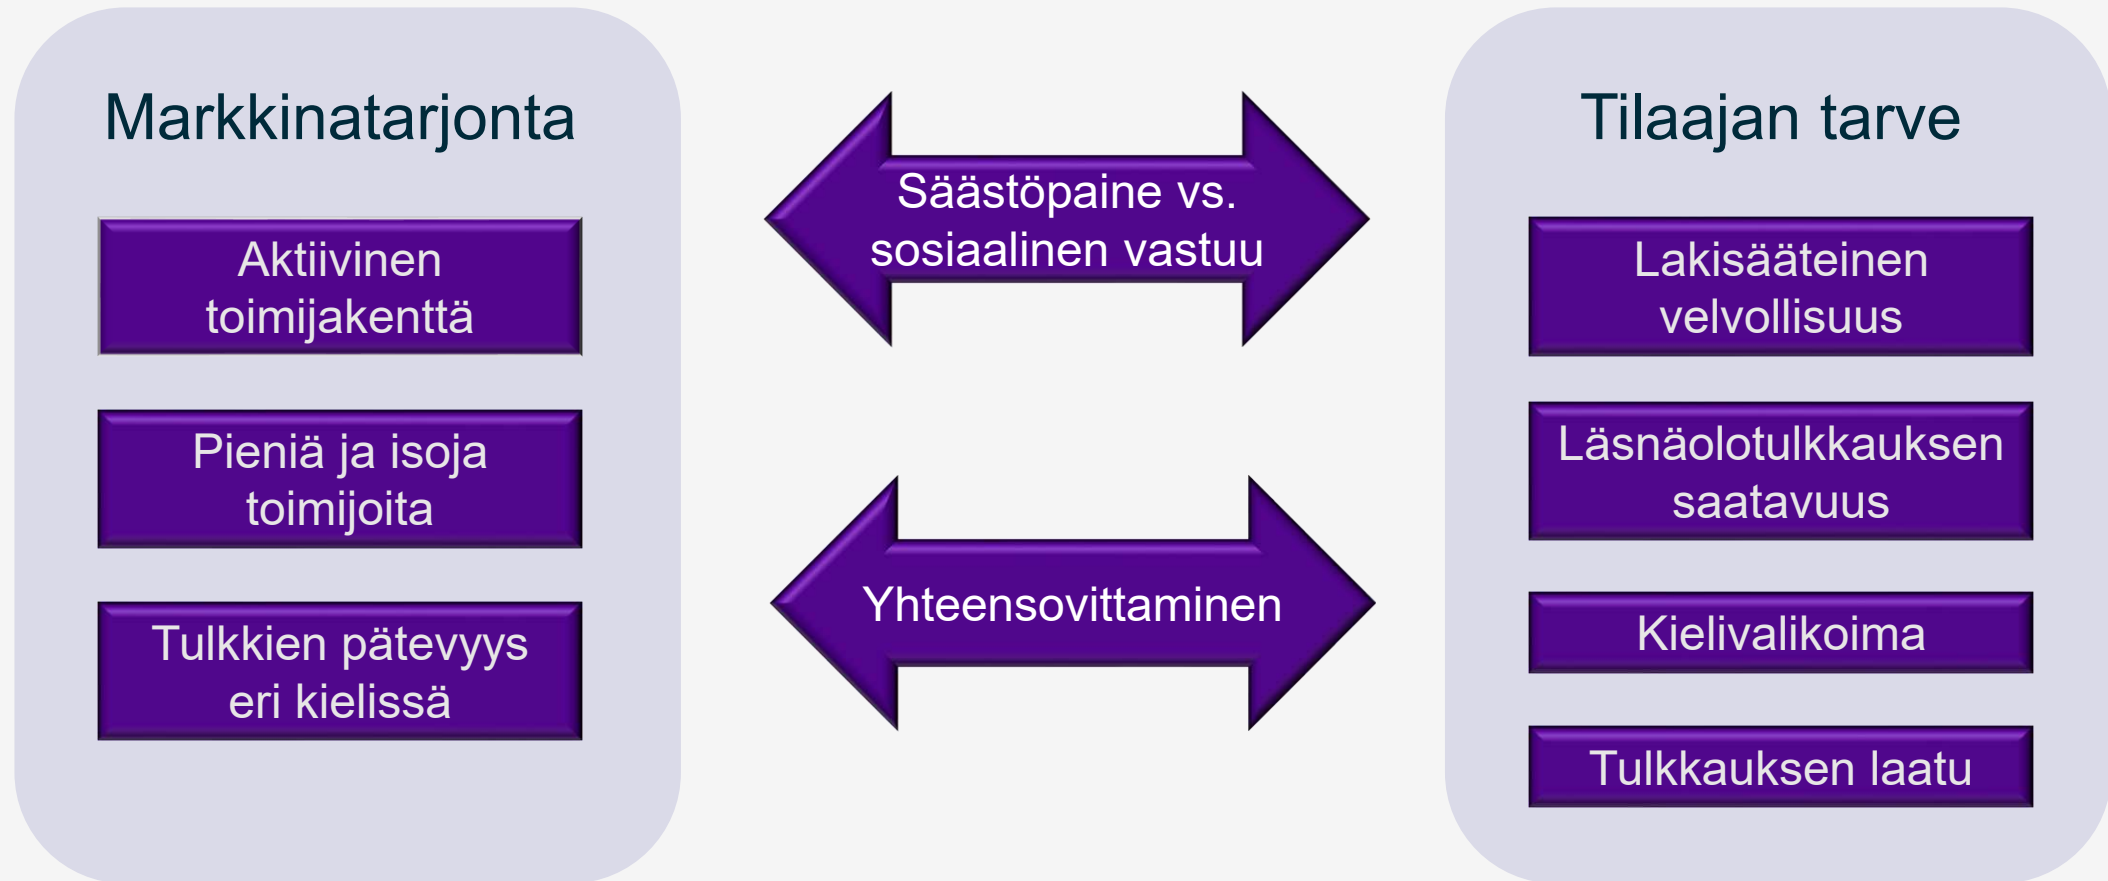 Markkinatarjonta
Aktiivinen
toimijakenttä
Pieniä ja isoja
toimijoita
Tulkkien pätevyys
eri kielissä
Säästöpaine vs.
sosiaalinen vastuu
Yhteensovittaminen
Tilaajan tarve
Lakisääteinen
velvollisuus
Läsnäolotulkkauksen
saatavuus
Kielivalikoima
Tulkkauksen laatu